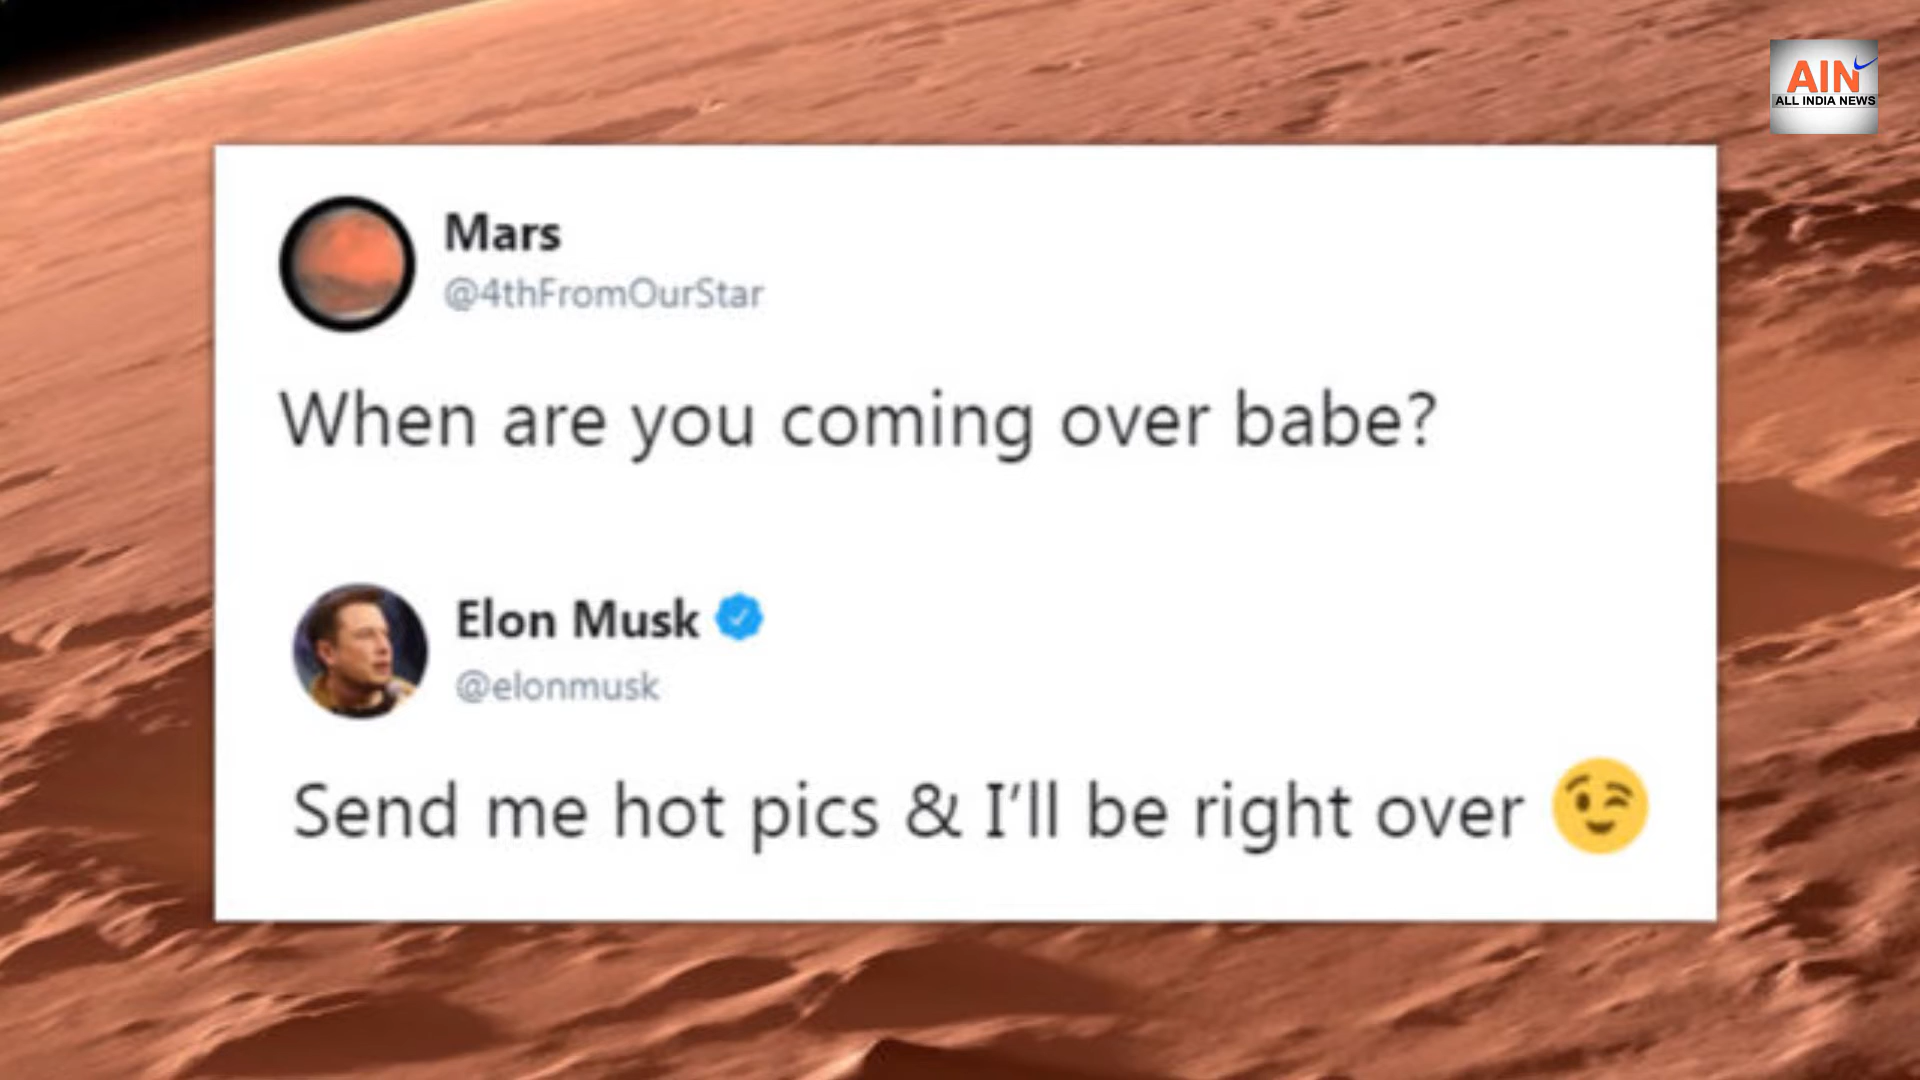 AIN
ALL INDIA NEWS
Mars
@4thFromOurStar
When are you coming over babe?
Elon Musk
@elonmusk
Send me hot pics & I'll be right over 😉